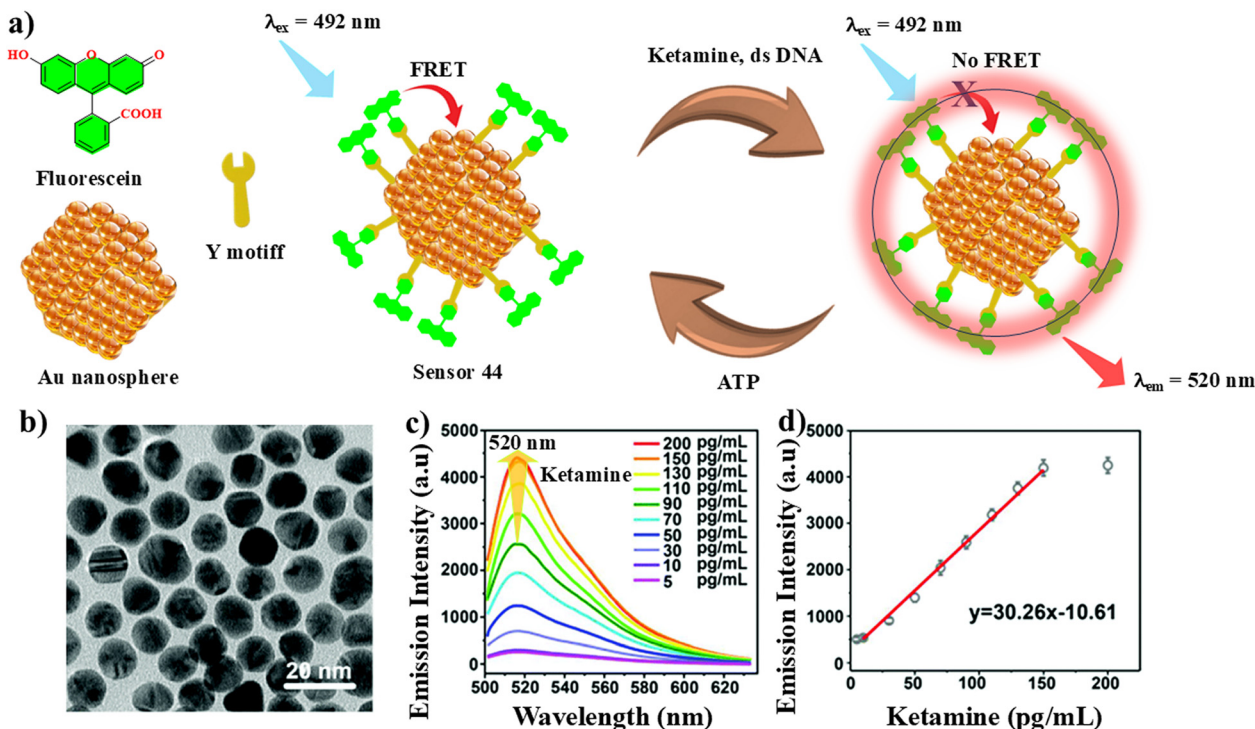 a)
HO
O
O
COOH
Fluorescein
Au nanosphere
Y motiff
λex = 492 nm
FRET
Sensor 44
Ketamine, ds DNA
ATP
λex = 492 nm
No FRET
X
λem = 520 nm
b)
20 nm
c)
Emission Intensity (a.u)
5000
4000
3000
2000
1000
0
520 nm
Ketamine
200 pg/mL
150 pg/mL
130 pg/mL
110 pg/mL
90 pg/mL
70 pg/mL
50 pg/mL
30 pg/mL
10 pg/mL
5 pg/mL
500 520 540 560 580 600 620
Wavelength (nm)
d)
Emission Intensity (a.u)
5000
4000
3000
2000
1000
0
y=30.26x-10.61
0 50 100 150 200
Ketamine (pg/mL)